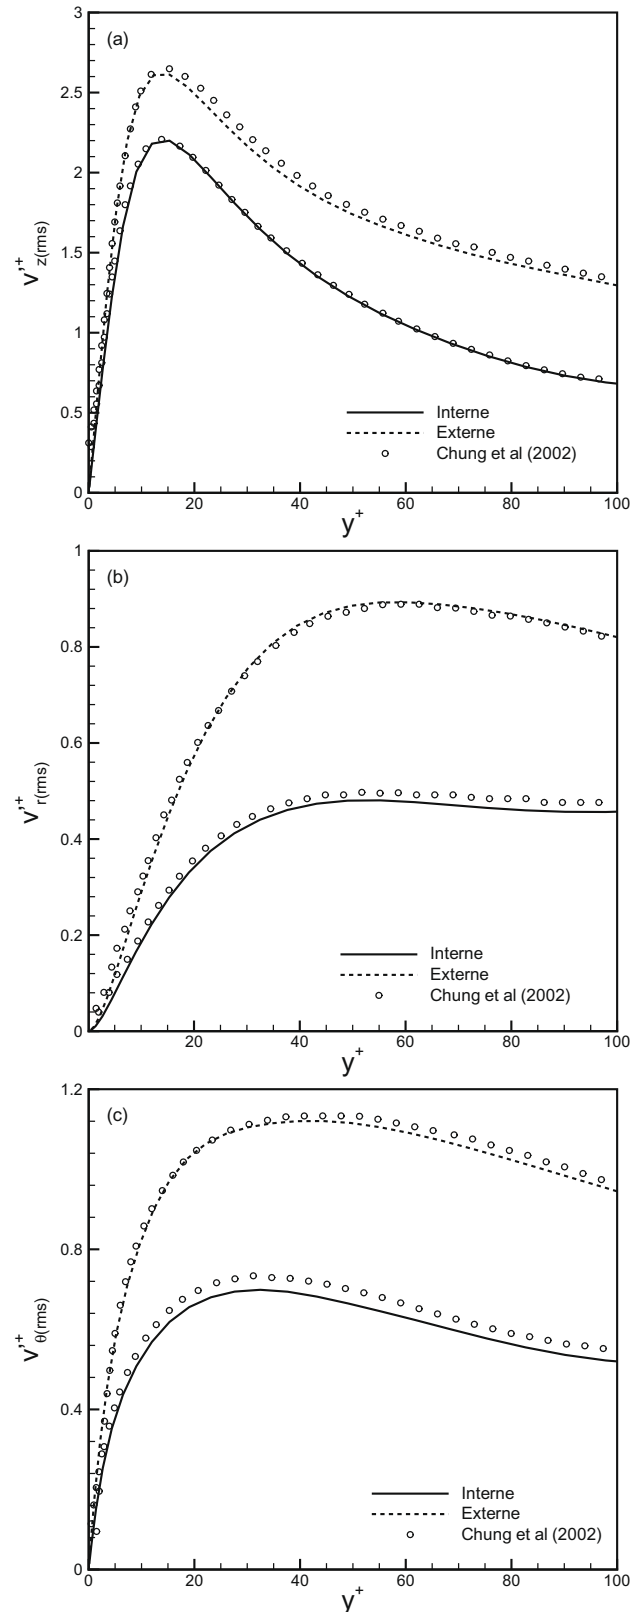 3
(a)
2.5
2
1.5
1
0.5
0
v'+z(rms)
Interne
Externe
Chung et al (2002)
0 20 40 60 80 100
y+
1
(b)
0.8
0.6
0.4
0.2
0
v'+r(rms)
Interne
Externe
Chung et al (2002)
0 20 40 60 80 100
y+
1.2
(c)
0.8
0.4
0
v'+θ(rms)
Interne
Externe
Chung et al (2002)
0 20 40 60 80 100
y+